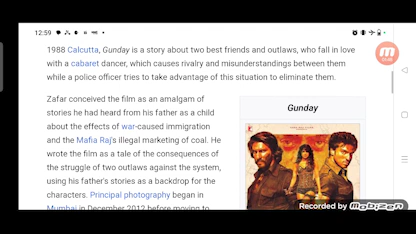 12:59
1988 Calcutta, Gunday is a story about two best friends and outlaws, who fall in love
with a cabaret dancer, which causes rivalry and misunderstandings between them
while a police officer tries to take advantage of this situation to eliminate them.
Zafar conceived the film as an amalgam of
stories he had heard from his father as a child
about the effects of war-caused immigration
and the Mafia Raj's illegal marketing of coal. He
wrote the film as a tale of the consequences of
the struggle of two outlaws against the system,
using his father's stories as a backdrop for the
characters. Principal photography began in
Mumbai in December 2012 before moving to
Gunday
Recorded by Mobizen